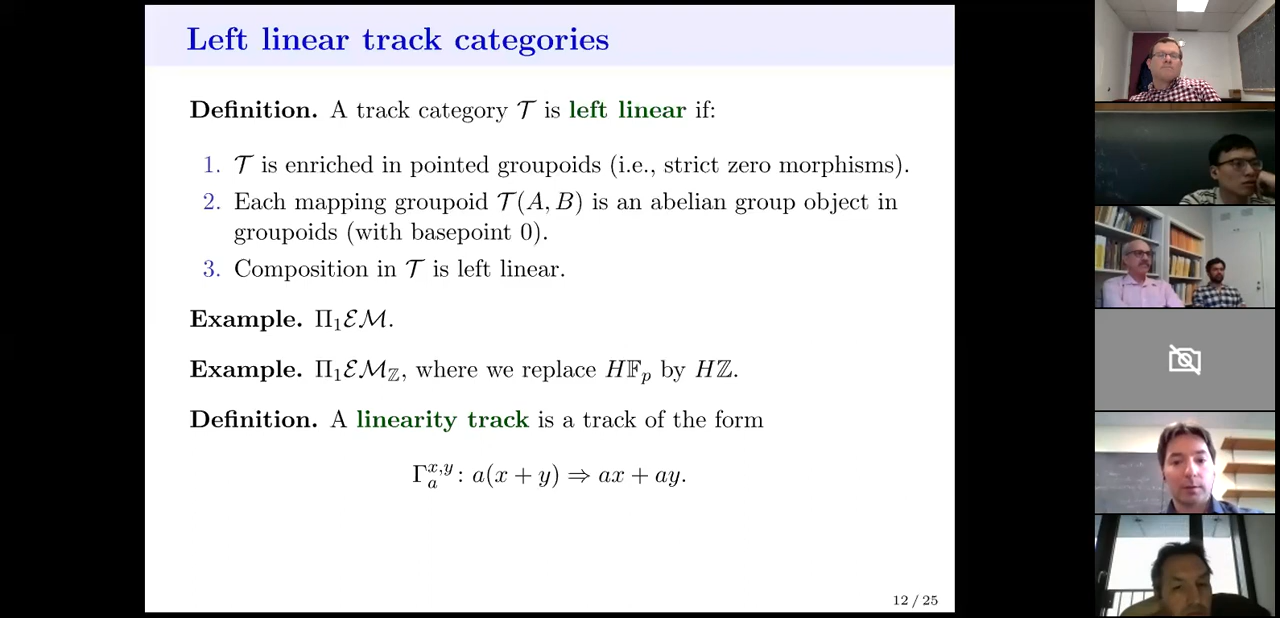 Left linear track categories
Definition. A track category 𝒯 is left linear if:
1. 𝒯 is enriched in pointed groupoids (i.e., strict zero morphisms).
2. Each mapping groupoid 𝒯(A, B) is an abelian group object in
groupoids (with basepoint 0).
3. Composition in 𝒯 is left linear.
Example. Π₁ℰℳ.
Example. Π₁ℰℳ_ℤ, where we replace H𝔽_p by Hℤ.
Definition. A linearity track is a track of the form
Γ_a^{x,y}: a(x + y) ⇒ ax + ay.
12 / 25